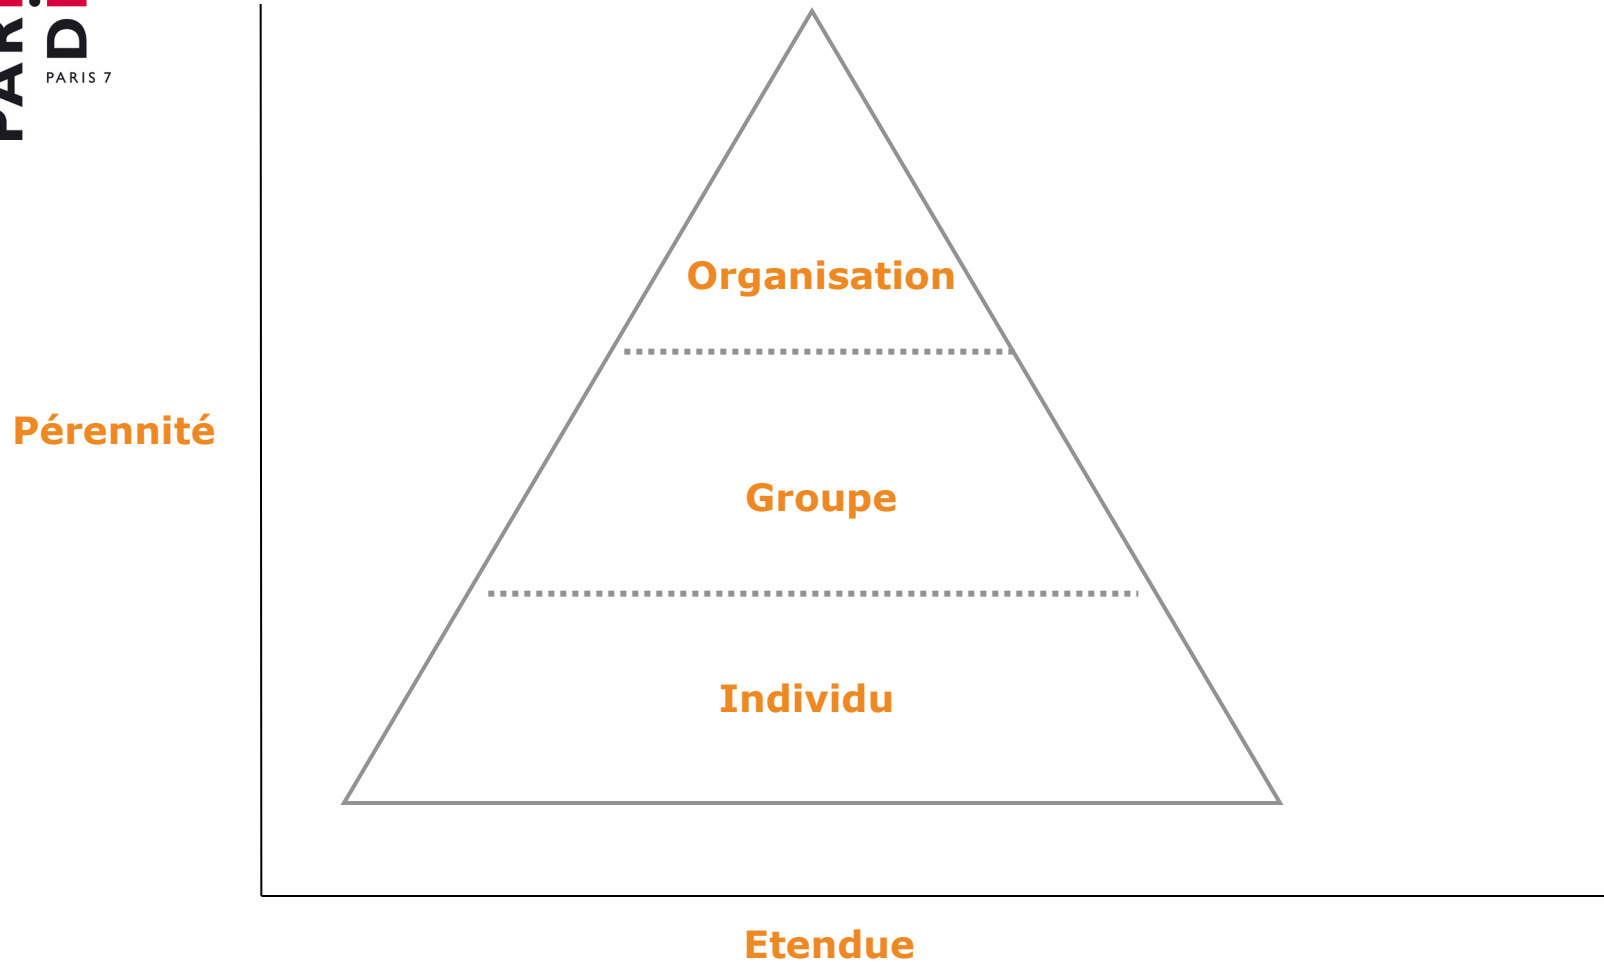 PARIS 7
Organisation
Pérennité
Groupe
Individu
Etendue